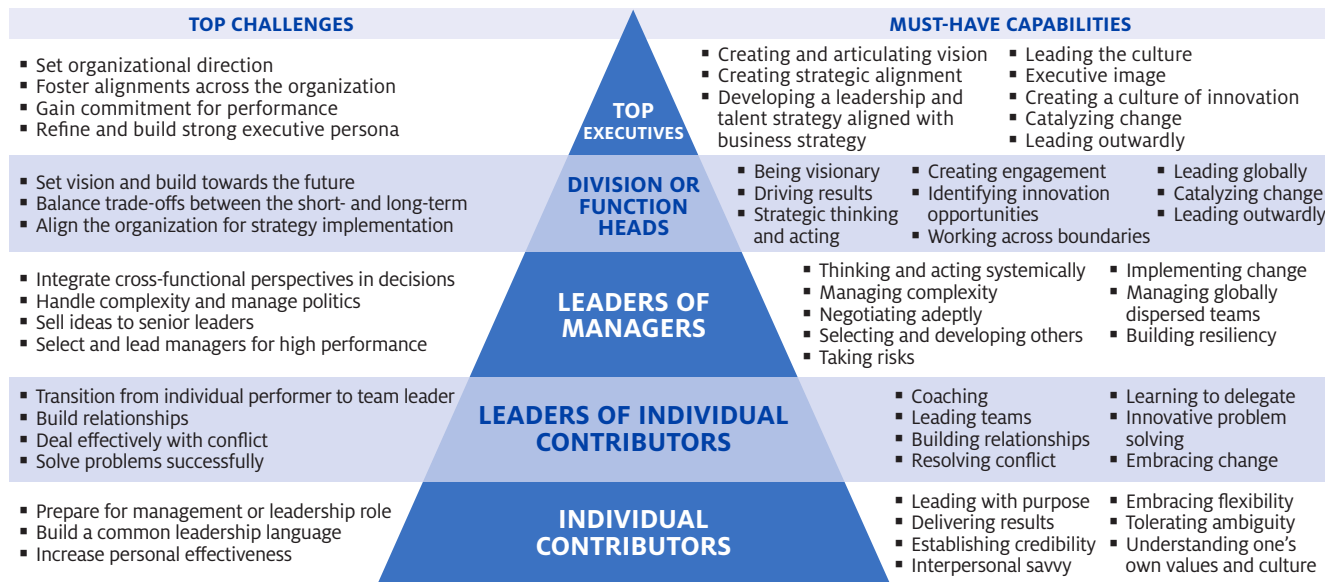 TOP CHALLENGES
MUST-HAVE CAPABILITIES
▪ Set organizational direction
▪ Foster alignments across the organization
▪ Gain commitment for performance
▪ Refine and build strong executive persona
TOP
EXECUTIVES
▪ Creating and articulating vision
▪ Creating strategic alignment
▪ Developing a leadership and
talent strategy aligned with
business strategy
▪ Leading the culture
▪ Executive image
▪ Creating a culture of innovation
▪ Catalyzing change
▪ Leading outwardly
▪ Set vision and build towards the future
▪ Balance trade-offs between the short- and long-term
▪ Align the organization for strategy implementation
DIVISION OR
FUNCTION
HEADS
▪ Being visionary
▪ Driving results
▪ Strategic thinking
and acting
▪ Creating engagement
▪ Identifying innovation
opportunities
▪ Working across boundaries
▪ Leading globally
▪ Catalyzing change
▪ Leading outwardly
▪ Integrate cross-functional perspectives in decisions
▪ Handle complexity and manage politics
▪ Sell ideas to senior leaders
▪ Select and lead managers for high performance
LEADERS OF
MANAGERS
▪ Thinking and acting systemically
▪ Managing complexity
▪ Negotiating adeptly
▪ Selecting and developing others
▪ Taking risks
▪ Implementing change
▪ Managing globally
dispersed teams
▪ Building resiliency
▪ Transition from individual performer to team leader
▪ Build relationships
▪ Deal effectively with conflict
▪ Solve problems successfully
LEADERS OF INDIVIDUAL
CONTRIBUTORS
▪ Coaching
▪ Leading teams
▪ Building relationships
▪ Resolving conflict
▪ Learning to delegate
▪ Innovative problem
solving
▪ Embracing change
▪ Prepare for management or leadership role
▪ Build a common leadership language
▪ Increase personal effectiveness
INDIVIDUAL
CONTRIBUTORS
▪ Leading with purpose
▪ Delivering results
▪ Establishing credibility
▪ Interpersonal savvy
▪ Embracing flexibility
▪ Tolerating ambiguity
▪ Understanding one's
own values and culture